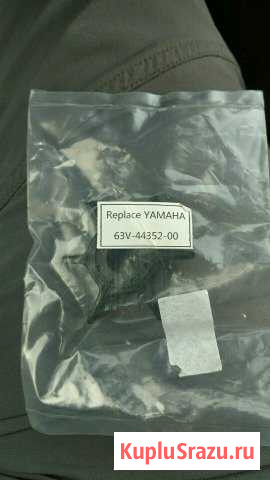 Replace YAMAHA
63V-44352-00
KupluSrazu.ru